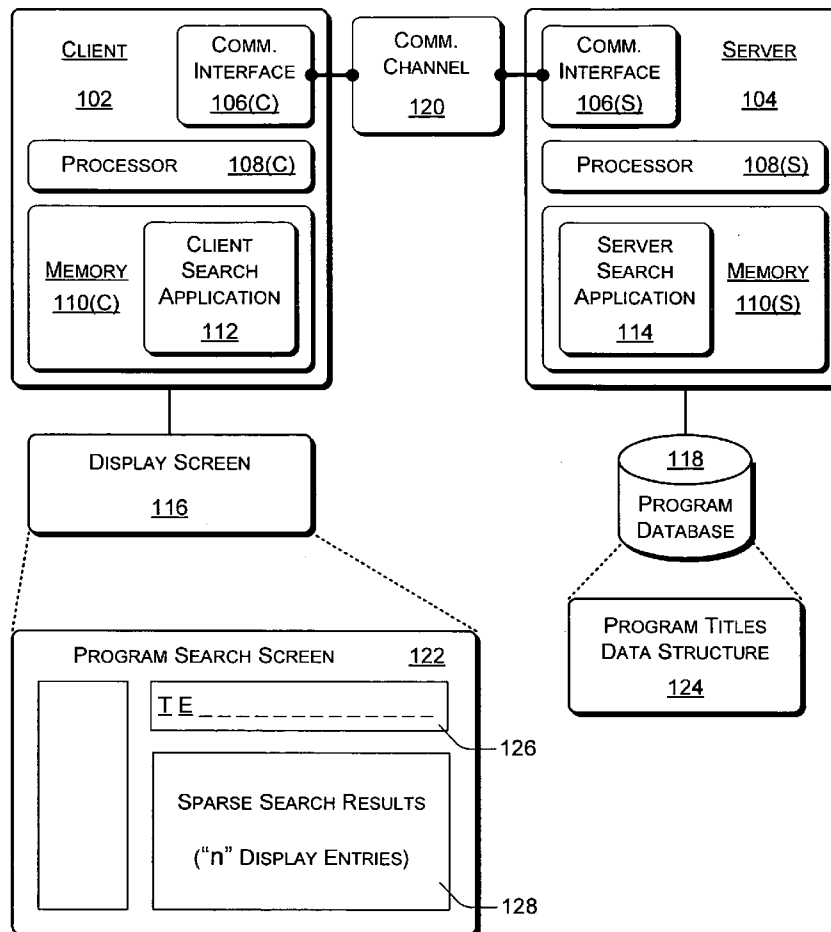 CLIENT
102
COMM.
INTERFACE
106(C)
COMM.
CHANNEL
120
COMM.
INTERFACE
106(S)
SERVER
104
PROCESSOR 108(C)
PROCESSOR 108(S)
MEMORY
110(C)
CLIENT
SEARCH
APPLICATION
112
SERVER
SEARCH
APPLICATION
114
MEMORY
110(S)
DISPLAY SCREEN
116
118
PROGRAM
DATABASE
PROGRAM TITLES
DATA STRUCTURE
124
PROGRAM SEARCH SCREEN 122
T E _ _ _ _ _ _ _ _ _ _ _ _ _
126
SPARSE SEARCH RESULTS
("n" DISPLAY ENTRIES)
128